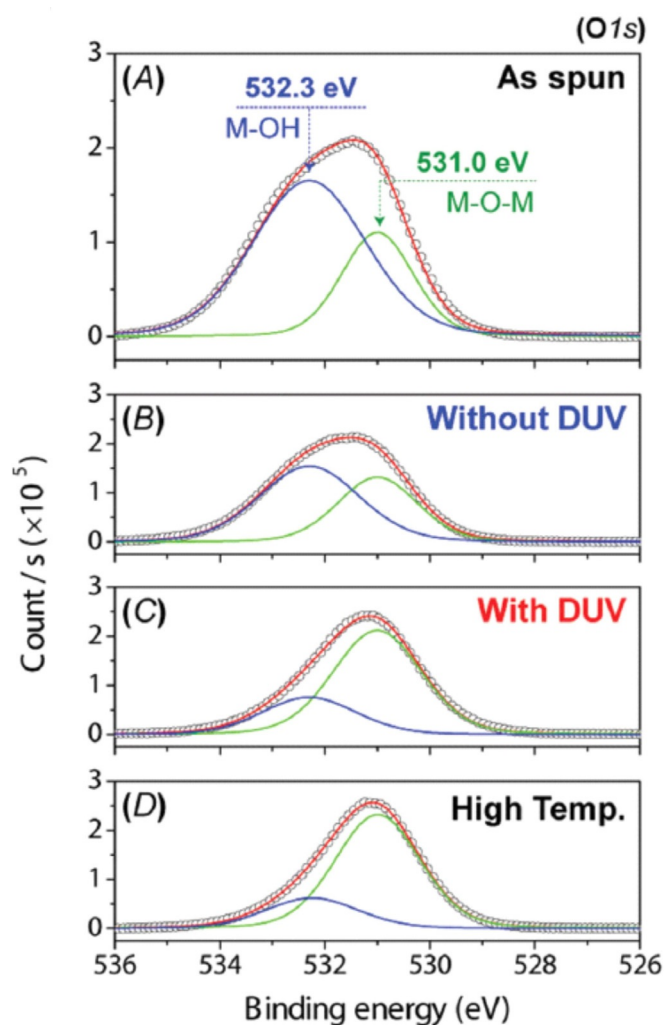 (O1s)
(A)
As spun
532.3 eV
M-OH
531.0 eV
M-O-M
3
2
1
0
(B)
Without DUV
3
2
1
0
(C)
With DUV
3
2
1
0
(D)
High Temp.
3
2
1
0
Count / s (×10 5)
536 534 532 530 528 526
Binding energy (eV)